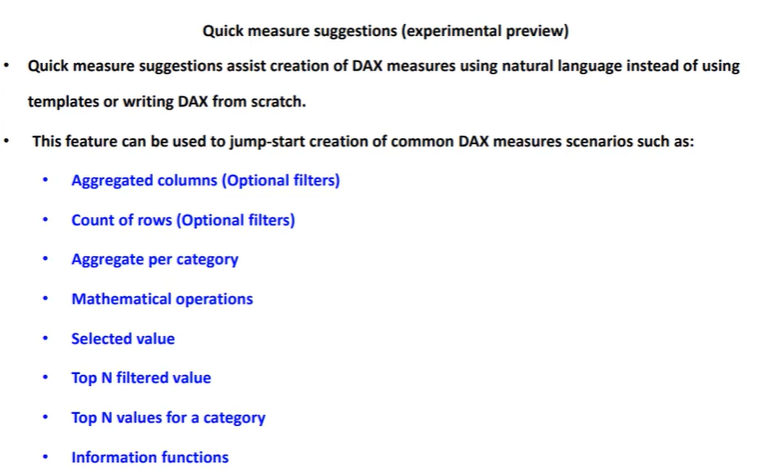 Quick measure suggestions (experimental preview)
• Quick measure suggestions assist creation of DAX measures using natural language instead of using
templates or writing DAX from scratch.
• This feature can be used to jump-start creation of common DAX measures scenarios such as:
• Aggregated columns (Optional filters)
• Count of rows (Optional filters)
• Aggregate per category
• Mathematical operations
• Selected value
• Top N filtered value
• Top N values for a category
• Information functions